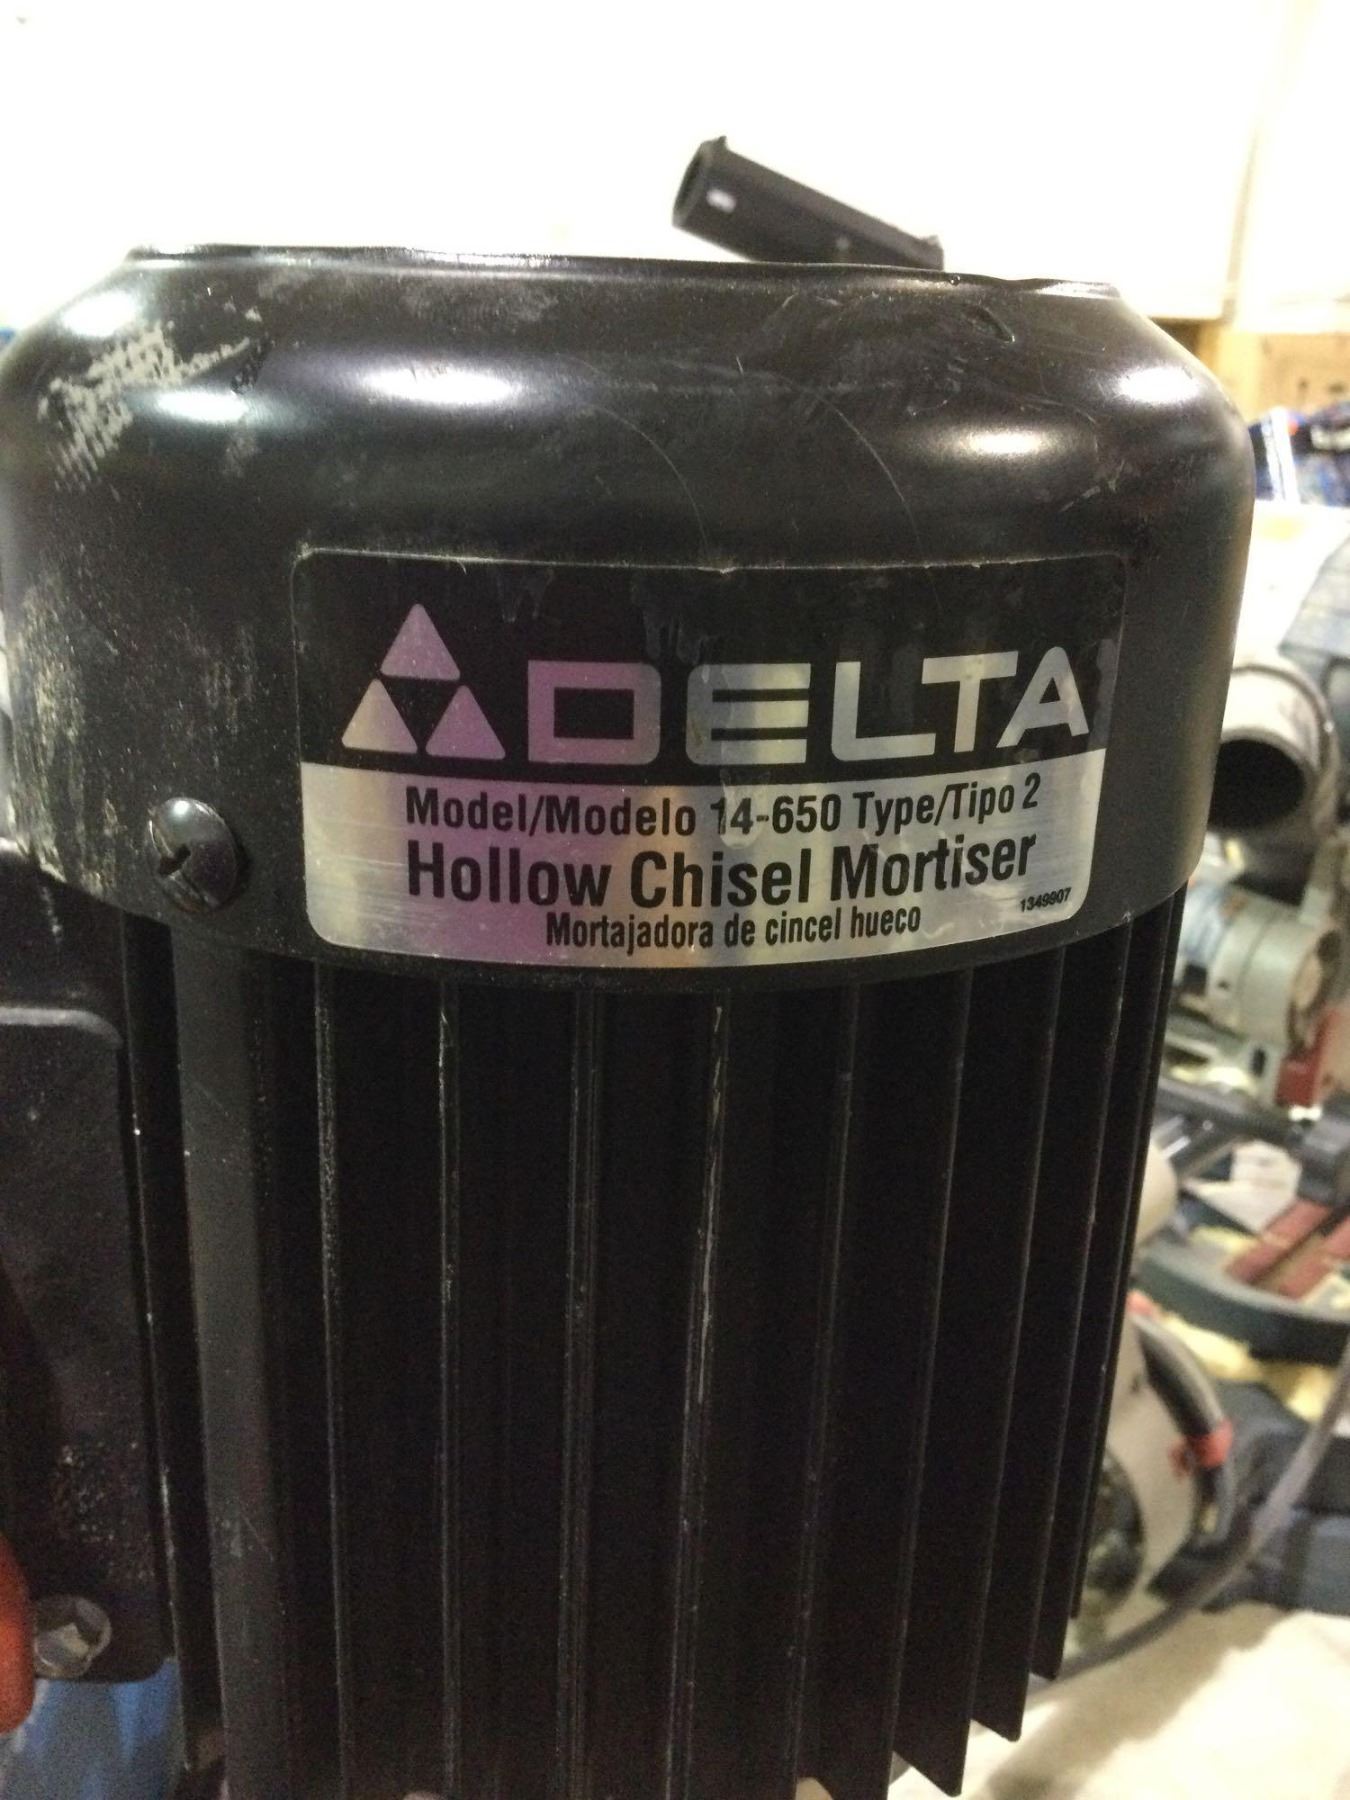 DELTA
Model/Modelo 14-650 Type/Tipo 2
Hollow Chisel Mortiser
Mortajadora de cincel hueco
1349907